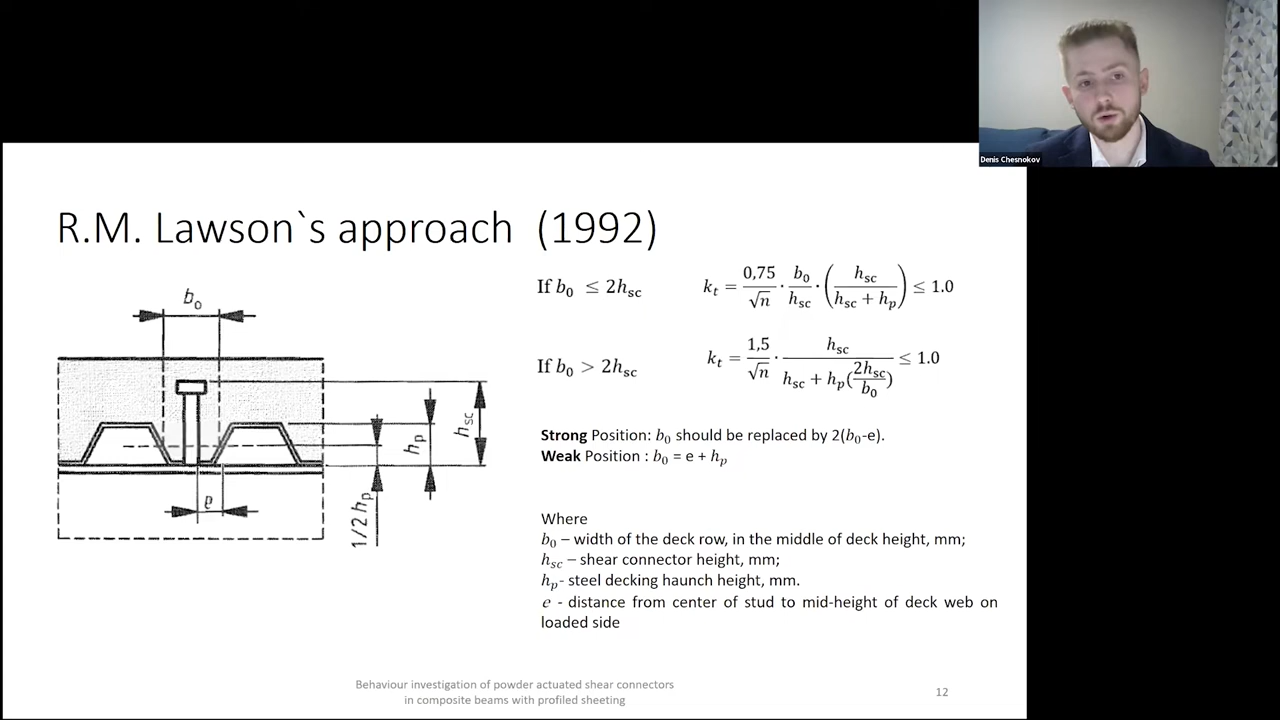 Denis Chesnokov
R.M. Lawson`s approach (1992)
b₀
h_sc
h_p
e
1/2 h_p
If b₀ ≤ 2h_sc
k_t = 0,75/√n · b₀/h_sc · (h_sc/(h_sc + h_p)) ≤ 1.0
If b₀ > 2h_sc
k_t = 1,5/√n · h_sc/(h_sc + h_p(2h_sc/b₀)) ≤ 1.0
Strong Position: b₀ should be replaced by 2(b₀-e).
Weak Position : b₀ = e + h_p
Where
b₀ – width of the deck row, in the middle of deck height, mm;
h_sc – shear connector height, mm;
h_p- steel decking haunch height, mm.
e - distance from center of stud to mid-height of deck web on
loaded side
Behaviour investigation of powder actuated shear connectors
in composite beams with profiled sheeting
12